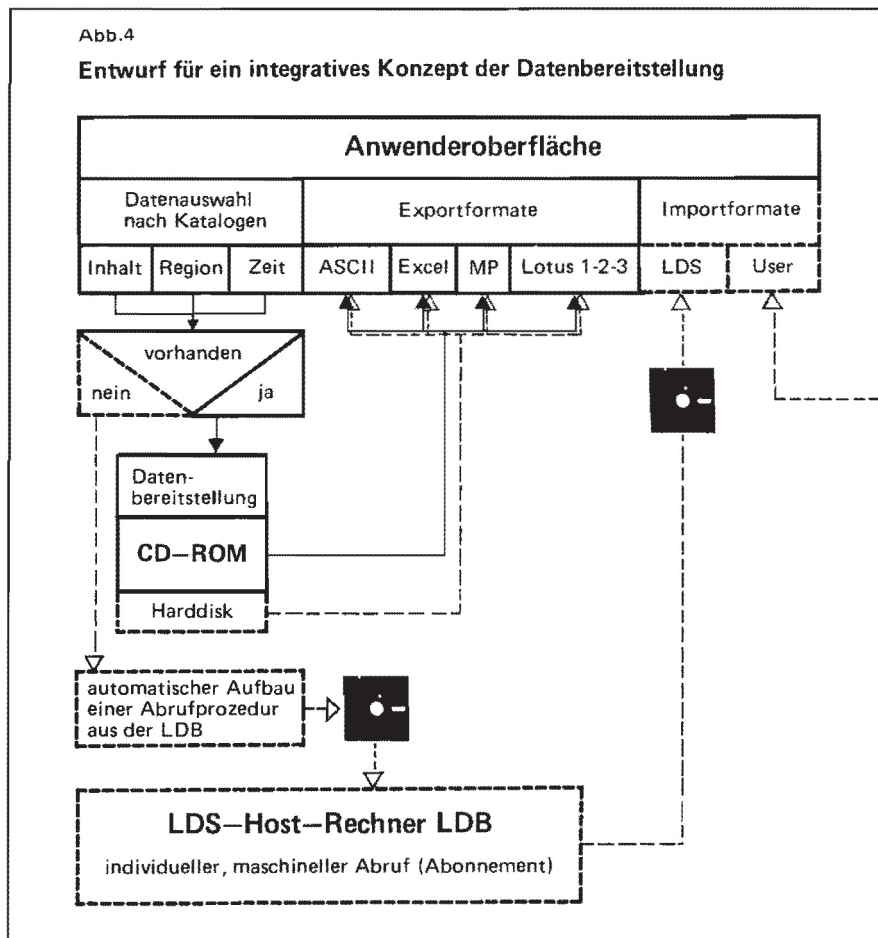 Abb.4
Entwurf für ein integratives Konzept der Datenbereitstellung
Anwenderoberfläche
Datenauswahl
nach Katalogen
Exportformate
Importformate
Inhalt Region Zeit ASCII Excel MP Lotus 1-2-3 LDS User
vorhanden
nein ja
Daten-
bereitstellung
CD–ROM
Harddisk
automatischer Aufbau
einer Abrufprozedur
aus der LDB
LDS–Host–Rechner LDB
individueller, maschineller Abruf (Abonnement)